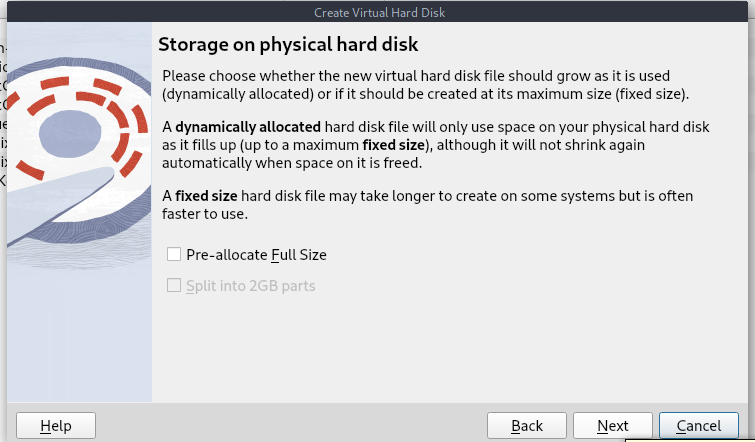 Create Virtual Hard Disk
Storage on physical hard disk
Please choose whether the new virtual hard disk file should grow as it is used
(dynamically allocated) or if it should be created at its maximum size (fixed size).
A dynamically allocated hard disk file will only use space on your physical hard disk
as it fills up (up to a maximum fixed size), although it will not shrink again
automatically when space on it is freed.
A fixed size hard disk file may take longer to create on some systems but is often
faster to use.
Pre-allocate Full Size
Split into 2GB parts
Help
Back
Next
Cancel